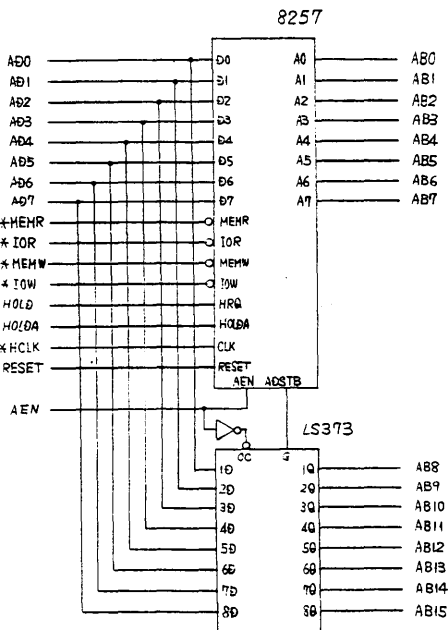 8257
AD0 D0 A0 AB0
AD1 D1 A1 AB1
AD2 D2 A2 AB2
AD3 D3 A3 AB3
AD4 D4 A4 AB4
AD5 D5 A5 AB5
AD6 D6 A6 AB6
AD7 D7 A7 AB7
*MEMR MEMR
*IOR IOR
*MEMW MEMW
*IOW IOW
HOLD HRQ
HOLDA HOLDA
*HCLK CLK
RESET RESET
AEN ADSTB
AEN
LS373
OC G
1D 1Q AB8
2D 2Q AB9
3D 3Q AB10
4D 4Q AB11
5D 5Q AB12
6D 6Q AB13
7D 7Q AB14
8D 8Q AB15